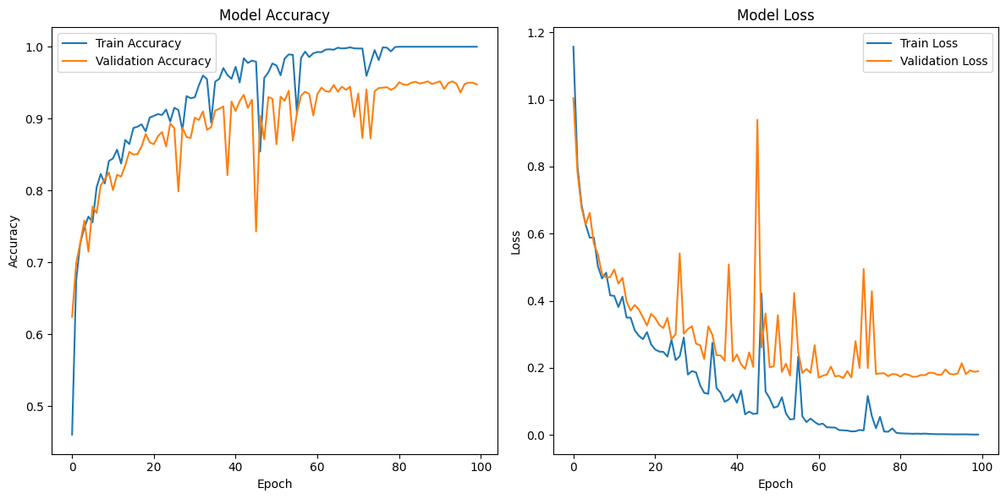 Model Accuracy
Train Accuracy
Validation Accuracy
1.0
0.9
0.8
0.7
0.6
0.5
Accuracy
0 20 40 60 80 100
Epoch
Model Loss
Train Loss
Validation Loss
1.2
1.0
0.8
0.6
0.4
0.2
0.0
Loss
0 20 40 60 80 100
Epoch